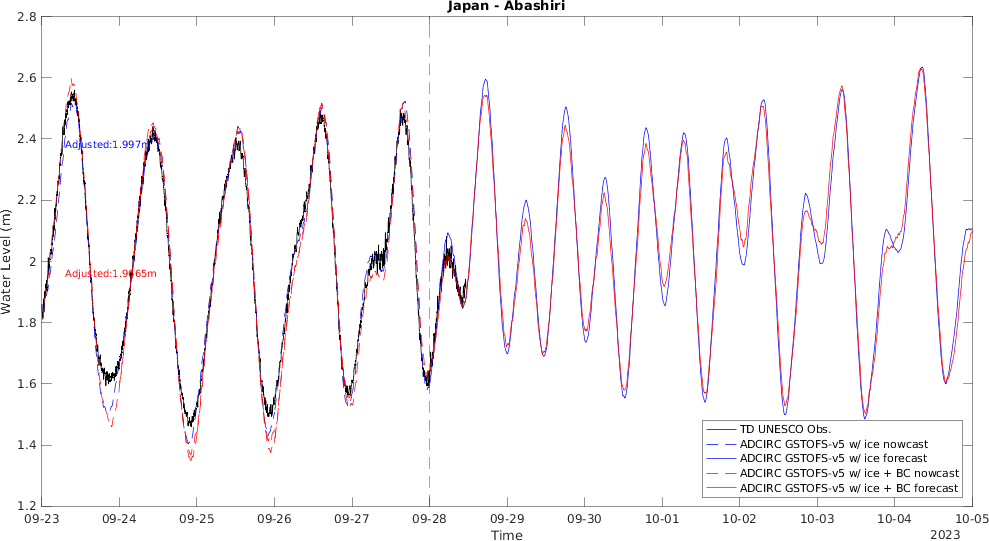 Japan - Abashiri
2.8
2.6
2.4
2.2
2
1.8
1.6
1.4
1.2
Water Level (m)
Adjusted:1.997m
Adjusted:1.9965m
TD UNESCO Obs.
ADCIRC GSTOFS-v5 w/ ice nowcast
ADCIRC GSTOFS-v5 w/ ice forecast
ADCIRC GSTOFS-v5 w/ ice + BC nowcast
ADCIRC GSTOFS-v5 w/ ice + BC forecast
09-23 09-24 09-25 09-26 09-27 09-28 09-29 09-30 10-01 10-02 10-03 10-04 10-05
Time
2023